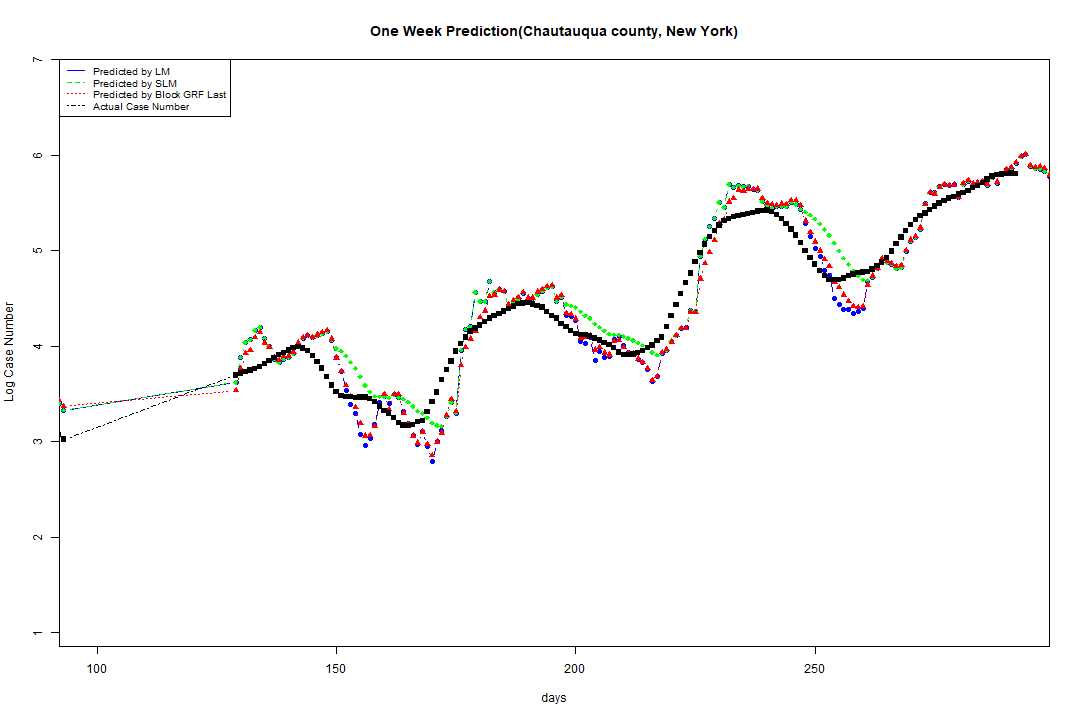 One Week Prediction(Chautauqua county, New York)
Predicted by LM
Predicted by SLM
Predicted by Block GRF Last
Actual Case Number
Log Case Number
7
6
5
4
3
2
1
100 150 200 250
days